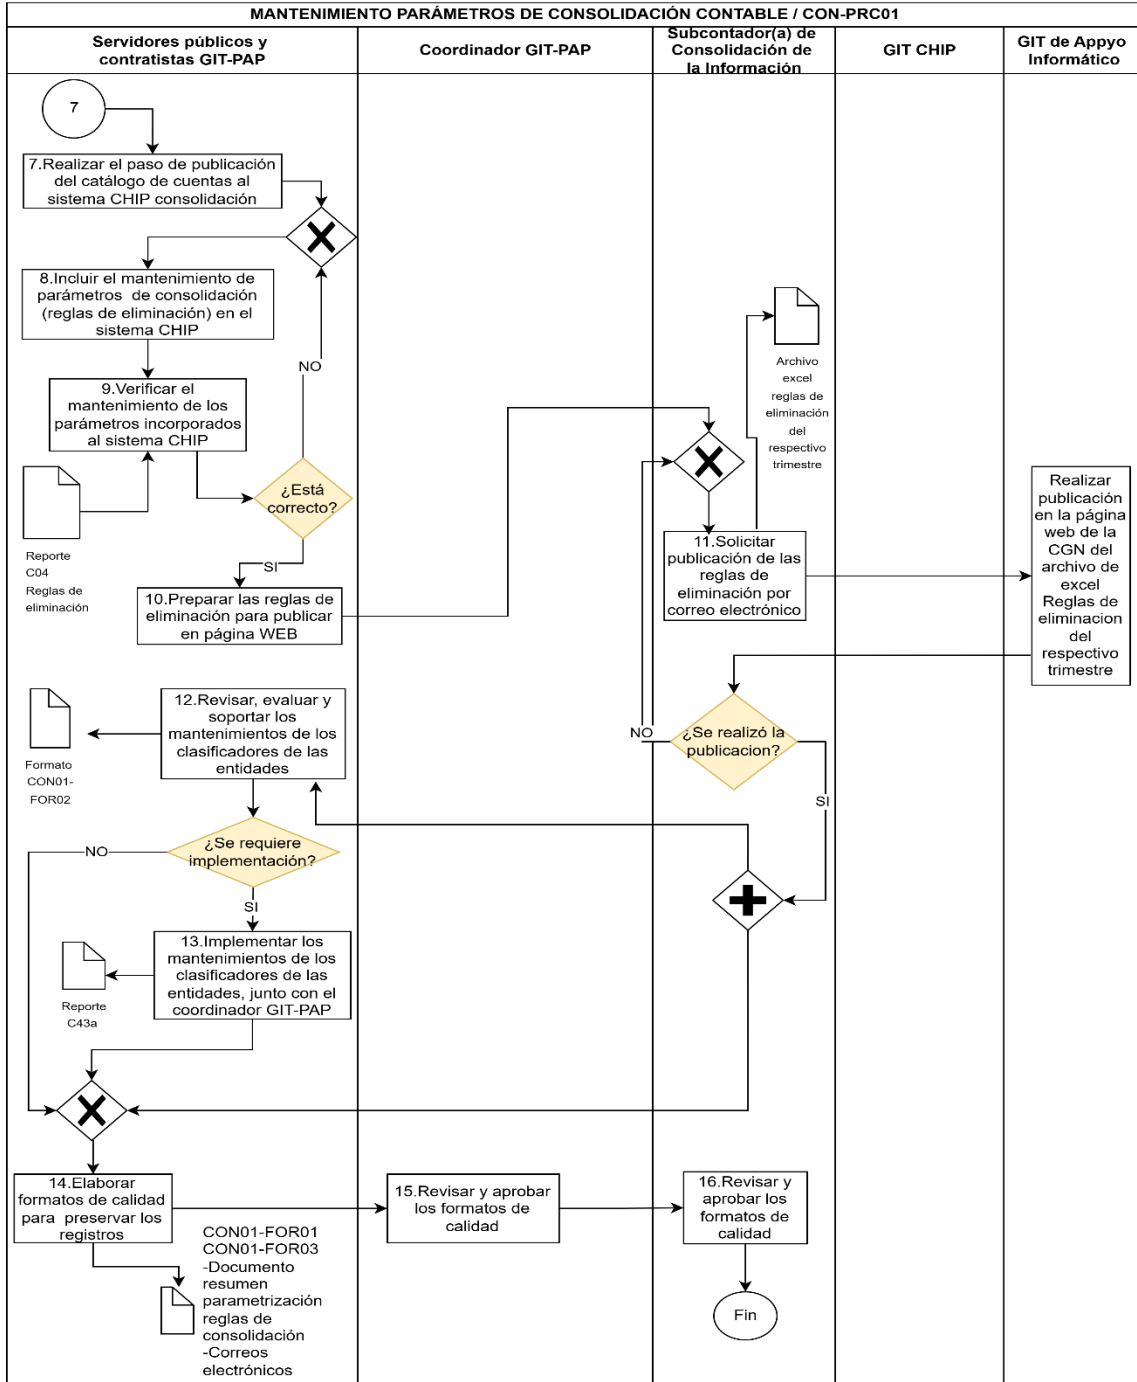 MANTENIMIENTO PARÁMETROS DE CONSOLIDACIÓN CONTABLE / CON-PRC01
Servidores públicos y
contratistas GIT-PAP
Coordinador GIT-PAP
Subcontador(a) de
Consolidación de
la Información
GIT CHIP
GIT de Appyo
Informático
7
7.Realizar el paso de publicación
del catálogo de cuentas al
sistema CHIP consolidación
8.Incluir el mantenimiento de
parámetros de consolidación
(reglas de eliminación) en el
sistema CHIP
9.Verificar el
mantenimiento de los
parámetros incorporados
al sistema CHIP
NO
Reporte
C04
Reglas de
eliminación
¿Está
correcto?
SI
10.Preparar las reglas de
eliminación para publicar
en página WEB
Archivo
excel
reglas de
eliminación
del
respectivo
trimestre
11.Solicitar
publicación de las
reglas de
eliminación por
correo electrónico
Realizar
publicación
en la página
web de la
CGN del
archivo de
excel
Reglas de
eliminacion
del
respectivo
trimestre
¿Se realizó la
publicacion?
NO
SI
12.Revisar, evaluar y
soportar los
mantenimientos de los
clasificadores de las
entidades
Formato
CON01-
FOR02
¿Se requiere
implementación?
NO
SI
13.Implementar los
mantenimientos de los
clasificadores de las
entidades, junto con el
coordinador GIT-PAP
Reporte
C43a
14.Elaborar
formatos de calidad
para preservar los
registros
15.Revisar y aprobar
los formatos de
calidad
16.Revisar y
aprobar los
formatos de
calidad
CON01-FOR01
CON01-FOR03
-Documento
resumen
parametrización
reglas de
consolidación
-Correos
electrónicos
Fin